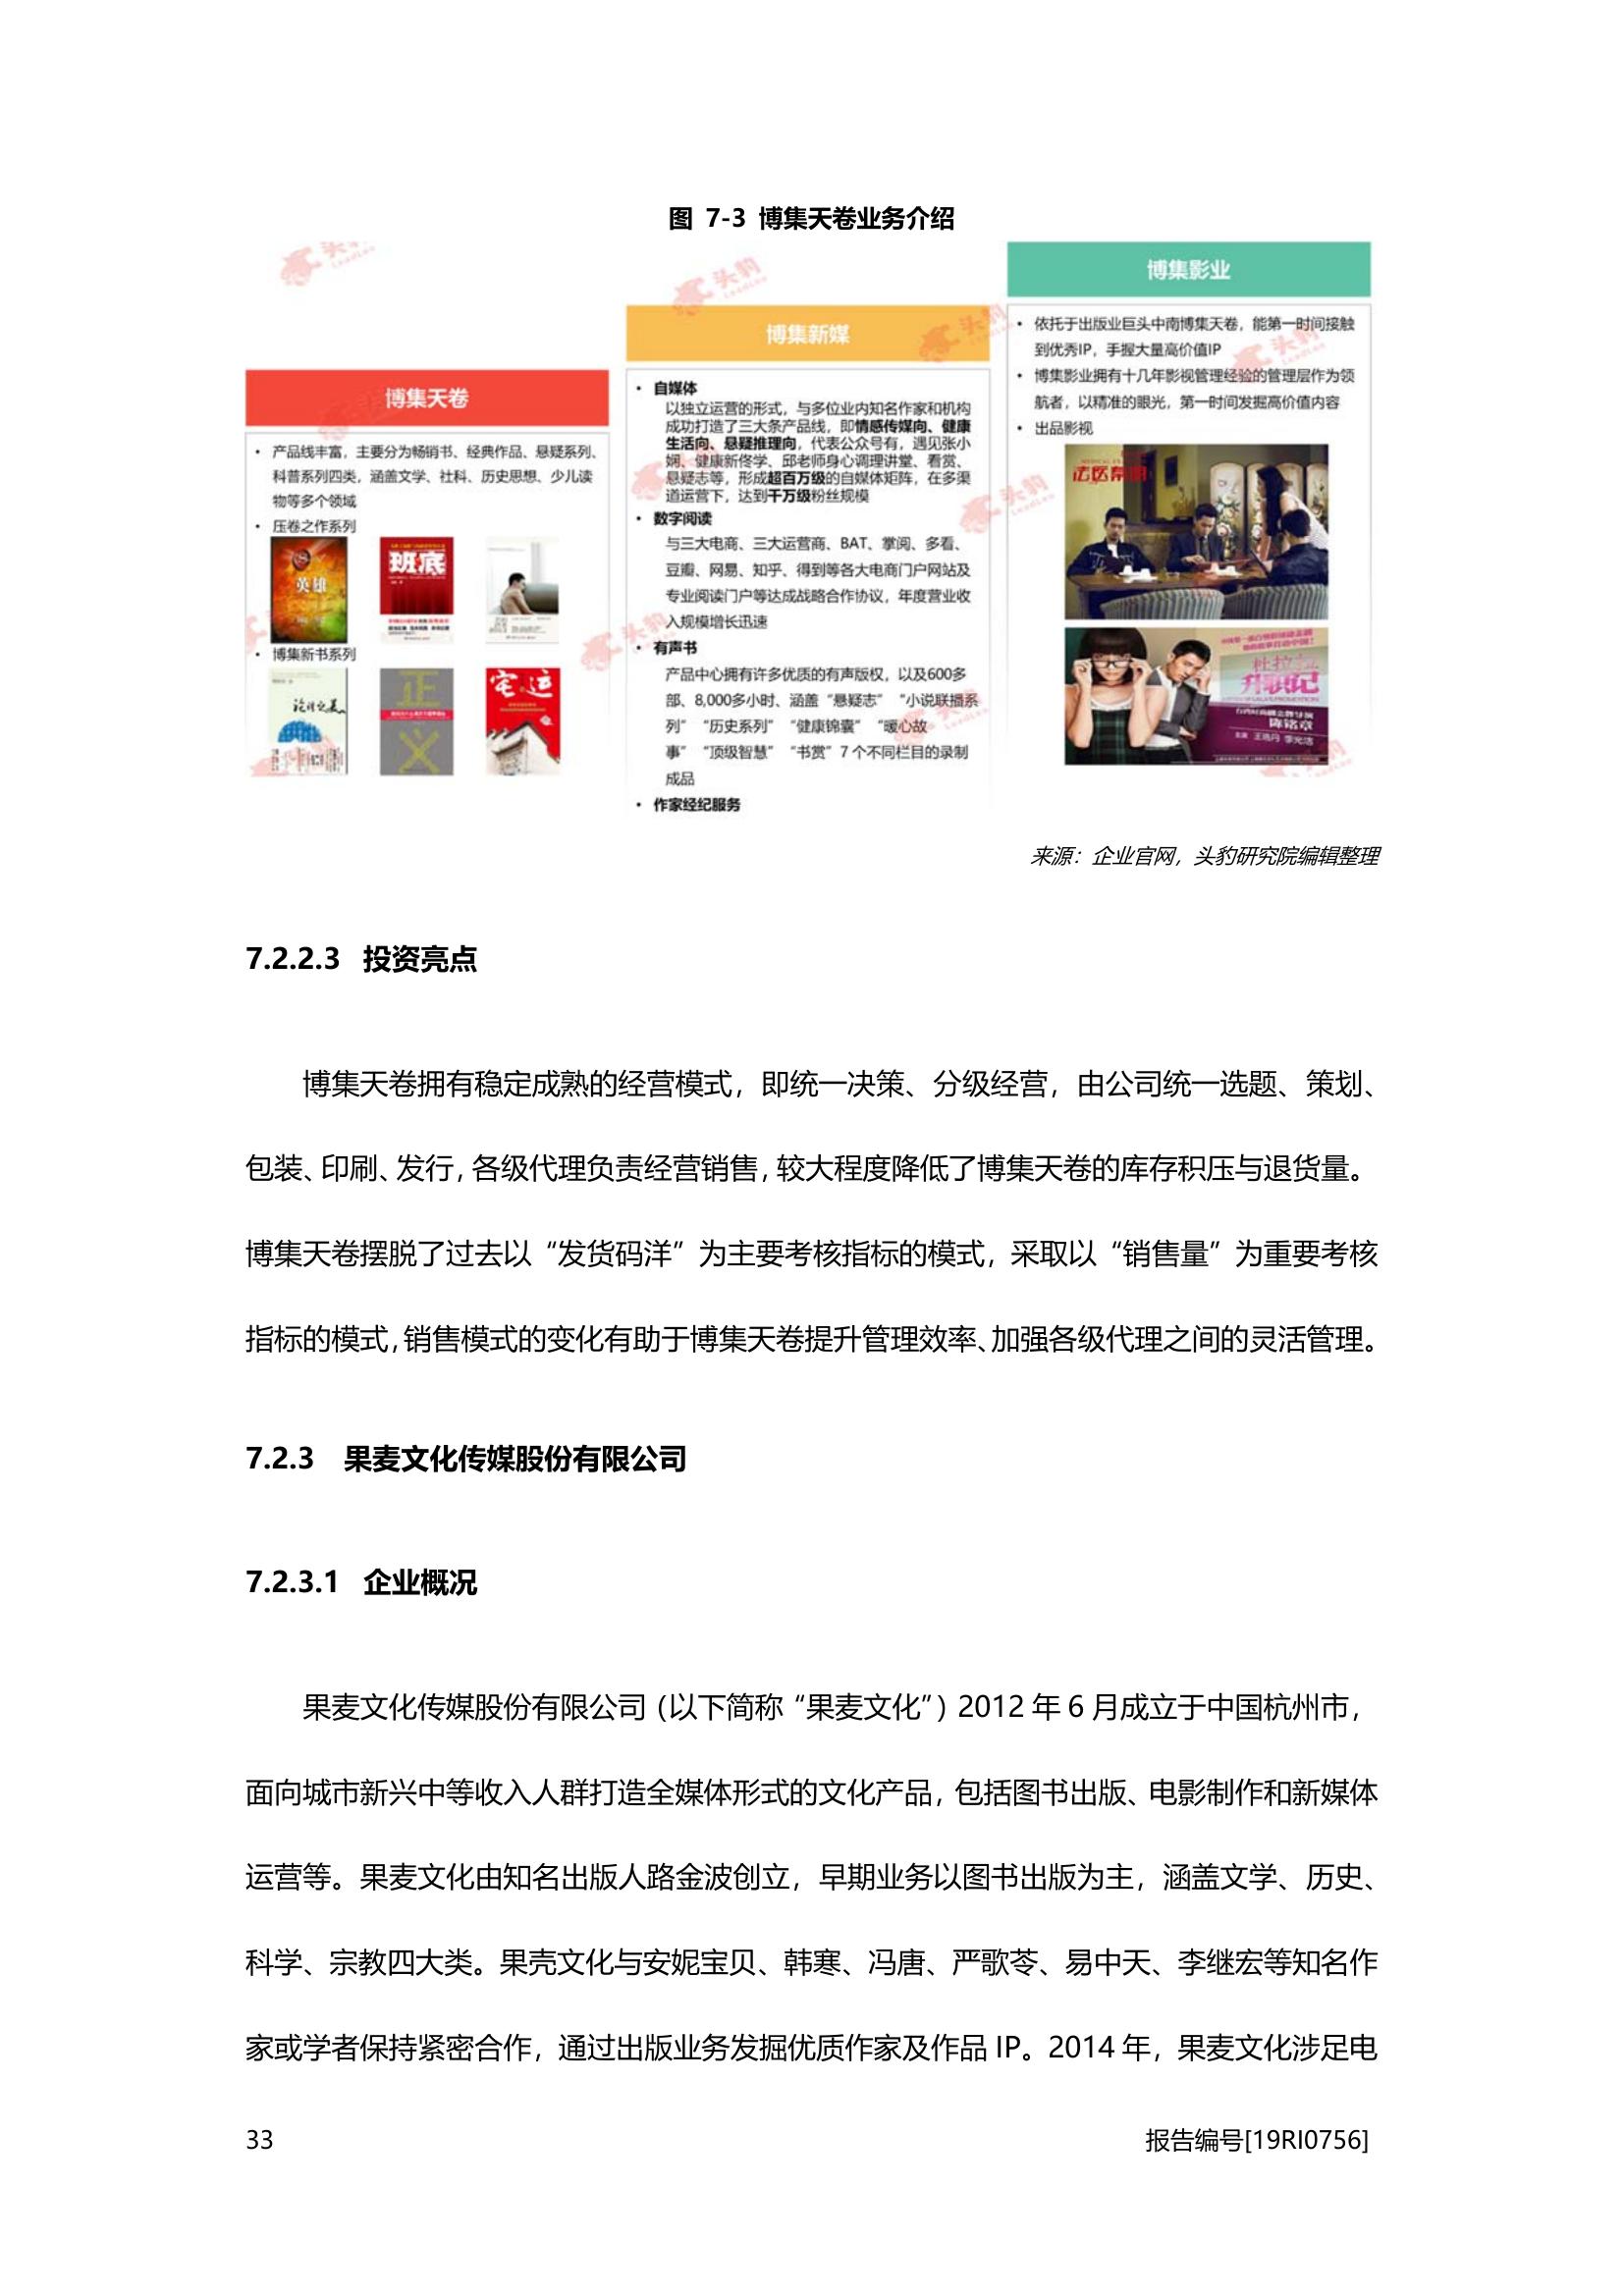 图 7-3 博集天卷业务介绍
博集天卷
产品线丰富，主要分为畅销书、经典作品、悬疑系列、
科普系列四类，涵盖文学、社科、历史思想、少儿读
物等多个领域
压卷之作系列
英雄
班底
博集新书系列
正
义
宅运
博集新媒
自媒体
以独立运营的形式，与多位业内知名作家和机构
成功打造了三大条产品线，即情感传媒向、健康
生活向、悬疑推理向，代表公众号有，遇见张小
娴、健康新佟学、邱老师身心调理讲堂、看赏、
悬疑志等，形成超百万级的自媒体矩阵，在多渠
道运营下，达到千万级粉丝规模
数字阅读
与三大电商、三大运营商、BAT、掌阅、多看、
豆瓣、网易、知乎、得到等各大电商门户网站及
专业阅读门户等达成战略合作协议，年度营业收
入规模增长迅速
有声书
产品中心拥有许多优质的有声版权，以及600多
部、8,000多小时、涵盖“悬疑志” “小说联播系
列” “历史系列” “健康锦囊” “暖心故
事” “顶级智慧” “书赏” 7 个不同栏目的录制
成品
作家经纪服务
博集影业
依托于出版业巨头中南博集天卷，能第一时间接触
到优秀IP，手握大量高价值IP
博集影业拥有十几年影视管理经验的管理层作为领
航者，以精准的眼光，第一时间发掘高价值内容
出品影视
法医秦明
杜拉拉
升职记
陈铭章
主演 王珞丹 李光洁
头豹
LeadLeo
来源：企业官网，头豹研究院编辑整理
7.2.2.3 投资亮点
博集天卷拥有稳定成熟的经营模式，即统一决策、分级经营，由公司统一选题、策划、
包装、印刷、发行，各级代理负责经营销售，较大程度降低了博集天卷的库存积压与退货量。
博集天卷摆脱了过去以“发货码洋”为主要考核指标的模式，采取以“销售量”为重要考核
指标的模式，销售模式的变化有助于博集天卷提升管理效率、加强各级代理之间的灵活管理。
7.2.3 果麦文化传媒股份有限公司
7.2.3.1 企业概况
果麦文化传媒股份有限公司（以下简称“果麦文化”）2012 年 6 月成立于中国杭州市，
面向城市新兴中等收入人群打造全媒体形式的文化产品，包括图书出版、电影制作和新媒体
运营等。果麦文化由知名出版人路金波创立，早期业务以图书出版为主，涵盖文学、历史、
科学、宗教四大类。果壳文化与安妮宝贝、韩寒、冯唐、严歌苓、易中天、李继宏等知名作
家或学者保持紧密合作，通过出版业务发掘优质作家及作品 IP。2014 年，果麦文化涉足电
33
报告编号[19RI0756]